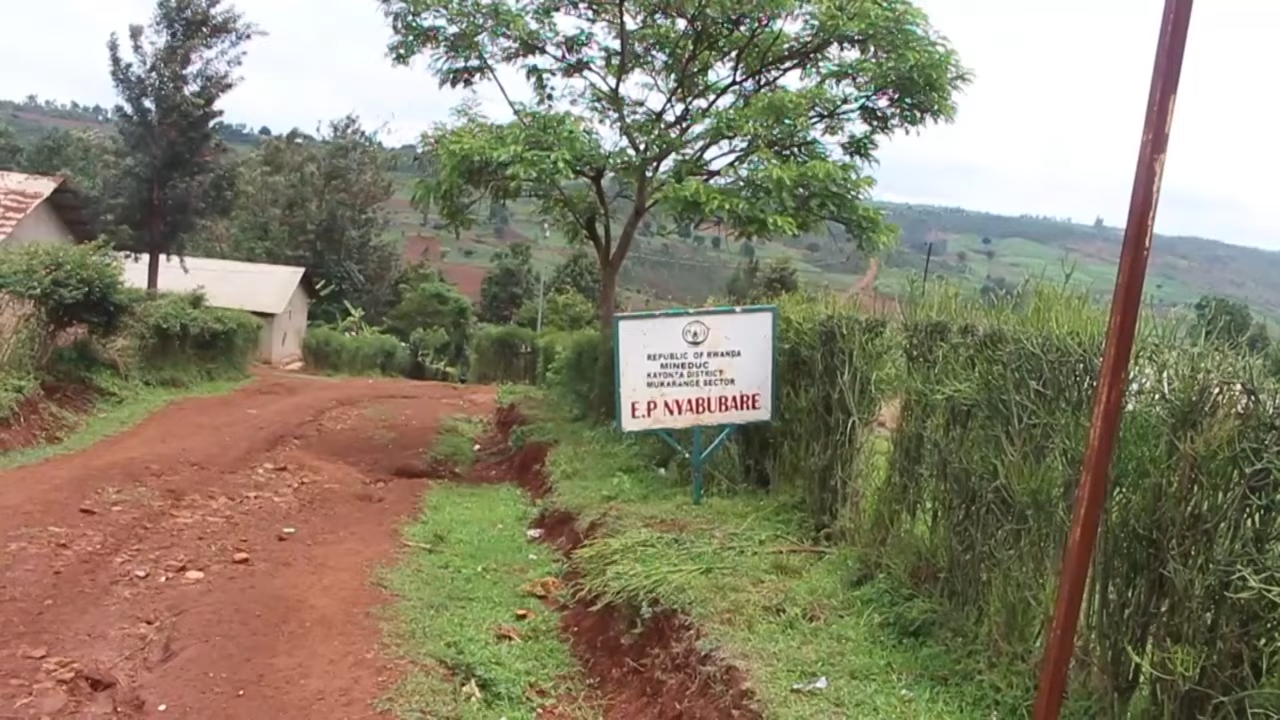 REPUBLIC OF RWANDA
MINEDUC
KAYONZA DISTRICT
MUKARANGE SECTOR
E.P NYABUBARE